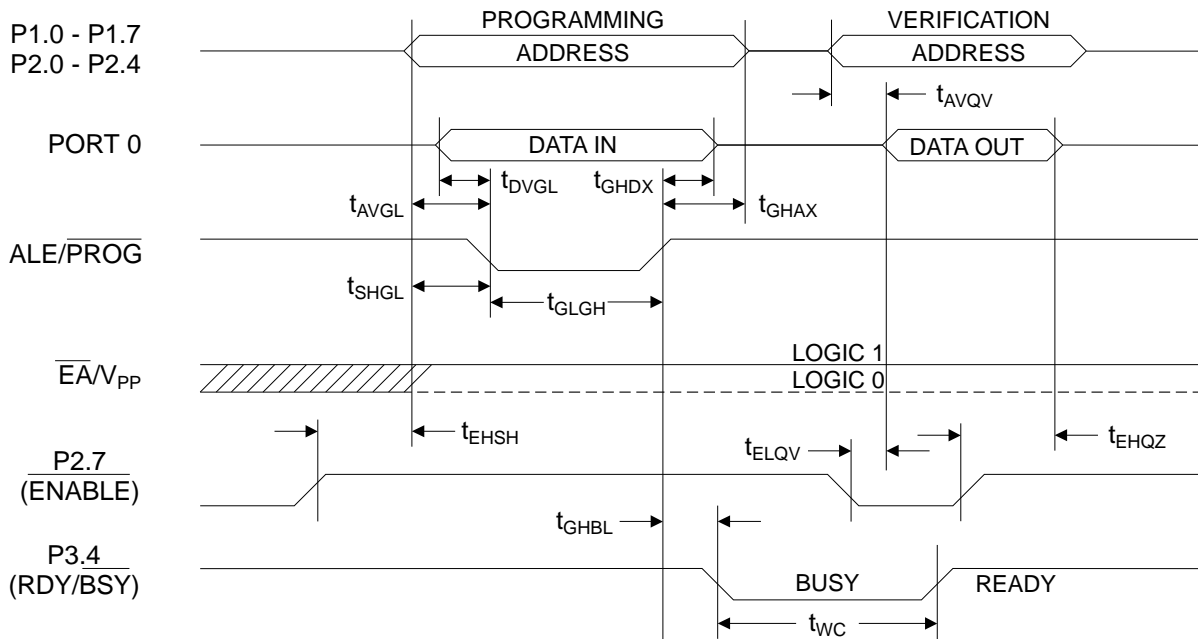 PROGRAMMING
VERIFICATION
P1.0 - P1.7
P2.0 - P2.4
ADDRESS
ADDRESS
tAVQV
PORT 0
DATA IN
DATA OUT
tDVGL
tGHDX
tAVGL
tGHAX
ALE/PROG
tSHGL
tGLGH
EA/VPP
LOGIC 1
LOGIC 0
tEHSH
tELQV
tEHQZ
P2.7
(ENABLE)
tGHBL
P3.4
(RDY/BSY)
BUSY
READY
tWC